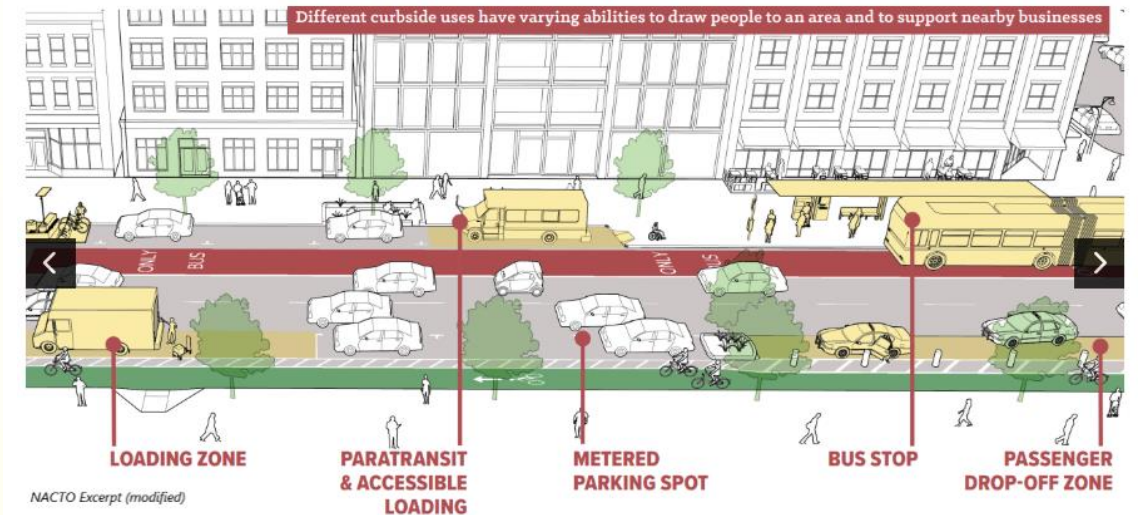 Different curbside uses have varying abilities to draw people to an area and to support nearby businesses
ONLY
BUS
ONLY
BUS
LOADING ZONE
PARATRANSIT
& ACCESSIBLE
LOADING
METERED
PARKING SPOT
BUS STOP
PASSENGER
DROP-OFF ZONE
NACTO Excerpt (modified)